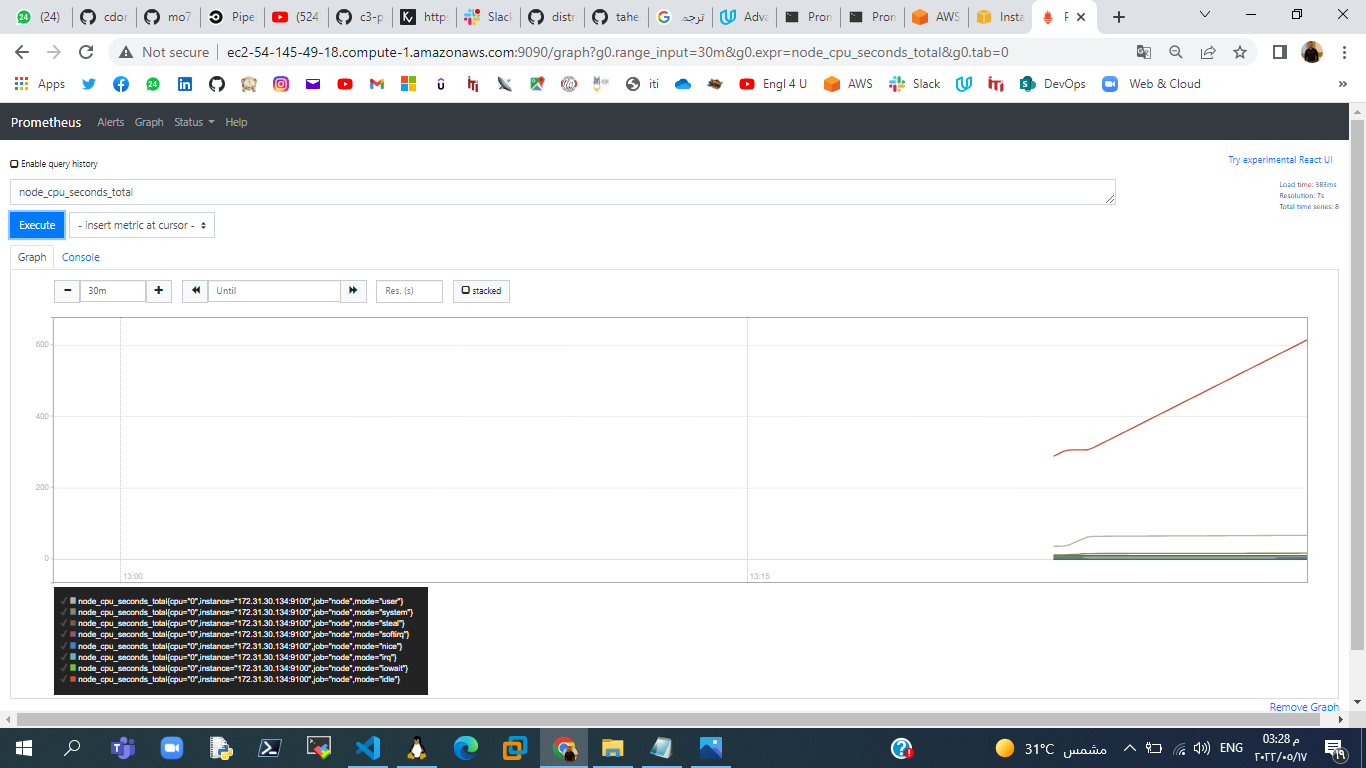 (24)
cdor
mo7
Pipe
(524
c3-p
http:
Slack
distr
tahe
ترجمة
Adva
Pron
Pron
AWS
Insta
Not secure
ec2-54-145-49-18.compute-1.amazonaws.com:9090/graph?g0.range_input=30m&g0.expr=node_cpu_seconds_total&g0.tab=0
Apps
iti
Engl 4 U
AWS
Slack
DevOps
Web & Cloud
Prometheus
Alerts
Graph
Status
Help
Enable query history
Try experimental React UI
node_cpu_seconds_total
Load time: 383ms
Resolution: 7s
Total time series: 8
Execute
- insert metric at cursor -
Graph
Console
30m
Until
Res. (s)
stacked
600
400
200
0
13:00
13:15
node_cpu_seconds_total{cpu="0",instance="172.31.30.134:9100",job="node",mode="user"}
node_cpu_seconds_total{cpu="0",instance="172.31.30.134:9100",job="node",mode="system"}
node_cpu_seconds_total{cpu="0",instance="172.31.30.134:9100",job="node",mode="steal"}
node_cpu_seconds_total{cpu="0",instance="172.31.30.134:9100",job="node",mode="softirq"}
node_cpu_seconds_total{cpu="0",instance="172.31.30.134:9100",job="node",mode="nice"}
node_cpu_seconds_total{cpu="0",instance="172.31.30.134:9100",job="node",mode="irq"}
node_cpu_seconds_total{cpu="0",instance="172.31.30.134:9100",job="node",mode="iowait"}
node_cpu_seconds_total{cpu="0",instance="172.31.30.134:9100",job="node",mode="idle"}
Remove Graph
31°C مشمس
ENG
03:28 م
٢٠٢٢/٠٥/١٧
١٩